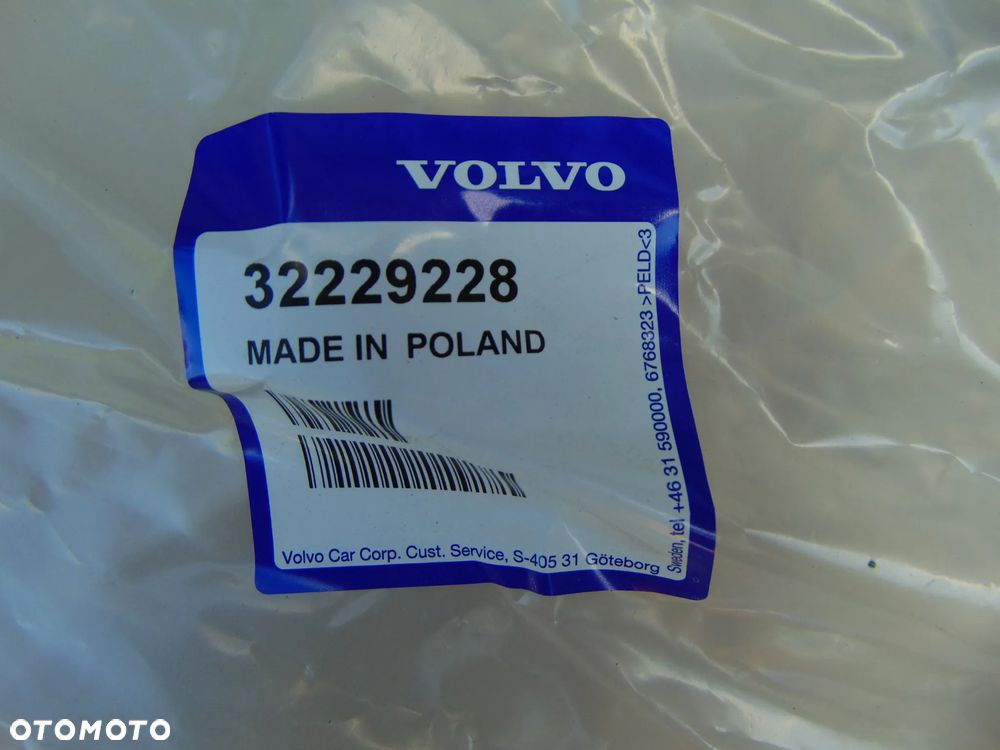 VOLVO
32229228
MADE IN POLAND
Volvo Car Corp. Cust. Service, S-405 31 Göteborg
Sweden, tel +46 31 590000, 6768323 >PELD<3
OTOMOTO